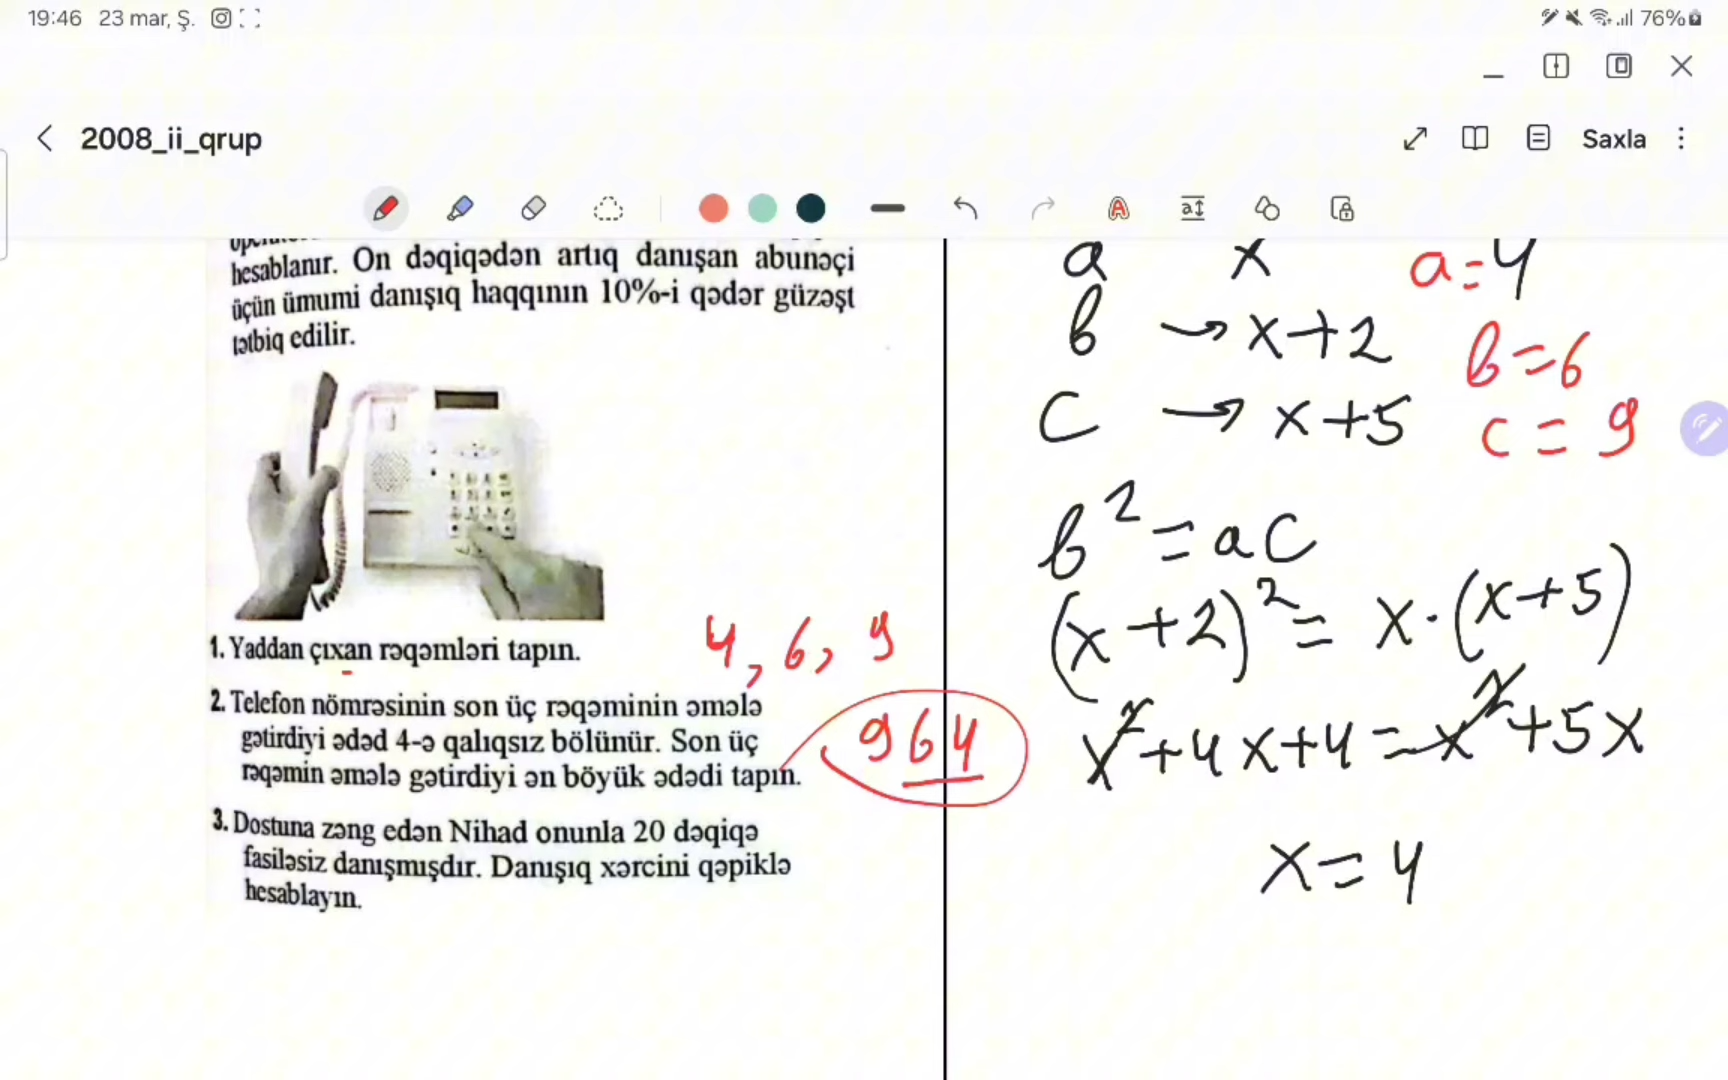 19:46 23 mar, Ş.
76%
2008_ii_qrup
Saxla
hesablanır. On dəqiqədən artıq danışan abunəçi
üçün ümumi danışıq haqqının 10%-i qədər güzəşt
tətbiq edilir.
1. Yaddan çıxan rəqəmləri tapın.
4, 6, 9
2. Telefon nömrəsinin son üç rəqəminin əmələ
gətirdiyi ədəd 4-ə qalıqsız bölünür. Son üç
rəqəmin əmələ gətirdiyi ən böyük ədədi tapın.
964
3. Dostuna zəng edən Nihad onunla 20 dəqiqə
fasiləsiz danışmışdır. Danışıq xərcini qəpiklə
hesablayın.
a x a=4
b → x+2 b=6
c → x+5 c=9
b²=ac
(x+2)²=x·(x+5)
x²+4x+4=x²+5x
x=4